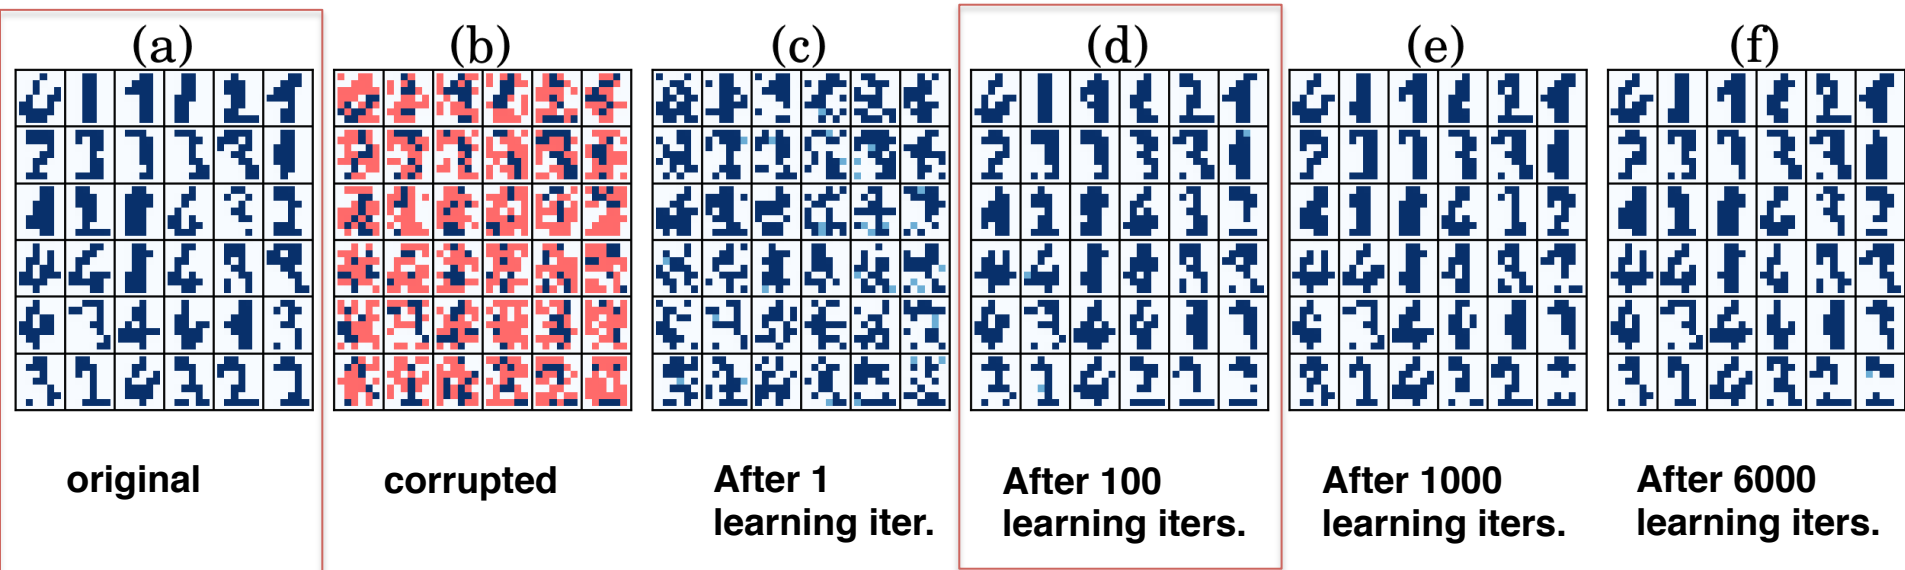 (a)
(b)
(c)
(d)
(e)
(f)
original
corrupted
After 1
learning iter.
After 100
learning iters.
After 1000
learning iters.
After 6000
learning iters.